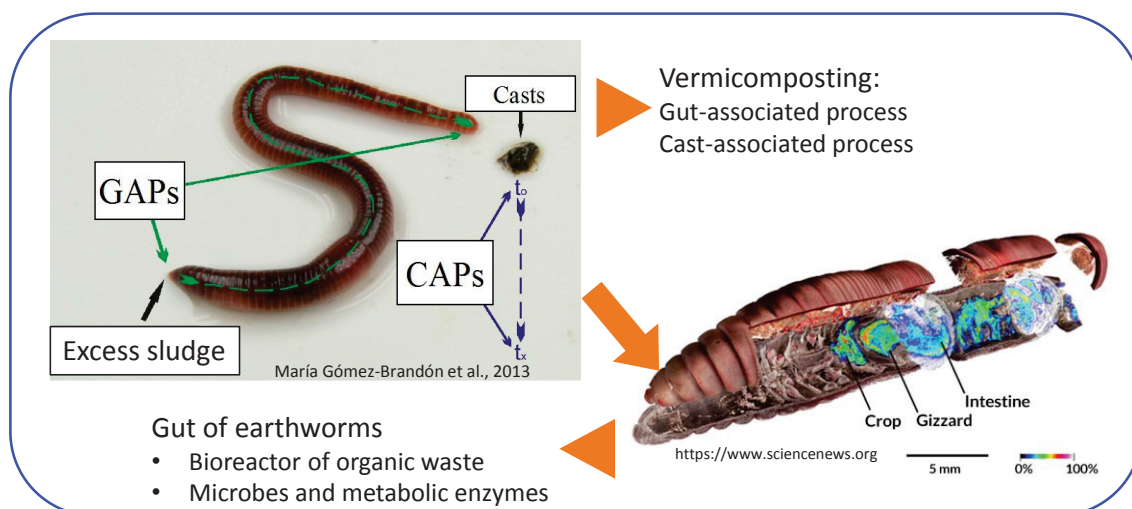 Casts
GAPs
t₀
CAPs
Excess sludge
tₓ
María Gómez-Brandón et al., 2013
Vermicomposting:
Gut-associated process
Cast-associated process
Crop
Gizzard
Intestine
https://www.sciencenews.org
5 mm
0%
100%
Gut of earthworms
• Bioreactor of organic waste
• Microbes and metabolic enzymes